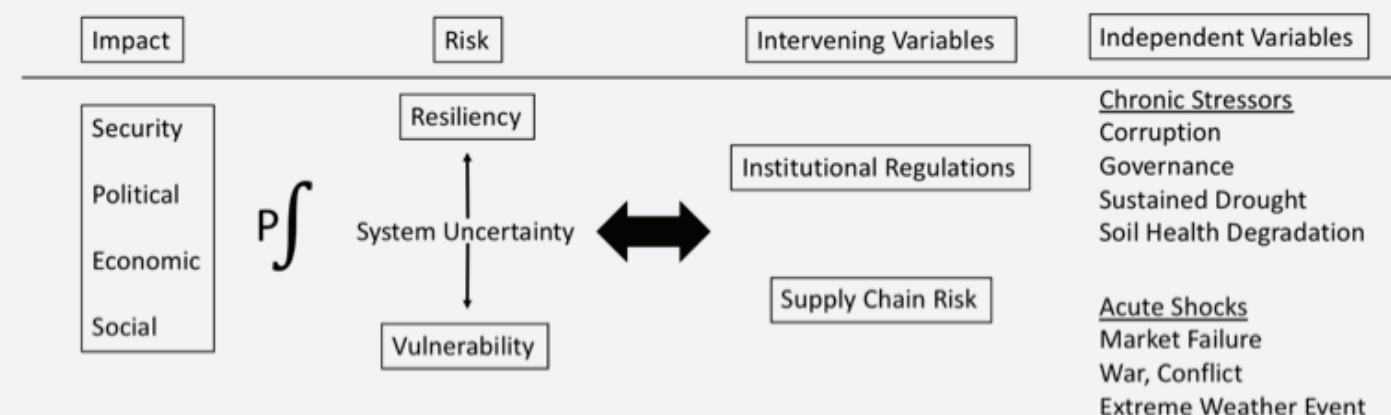 Impact
Risk
Intervening Variables
Independent Variables
Security
Political
Economic
Social
P∫
Resiliency
System Uncertainty
Vulnerability
Institutional Regulations
Supply Chain Risk
Chronic Stressors
Corruption
Governance
Sustained Drought
Soil Health Degradation
Acute Shocks
Market Failure
War, Conflict
Extreme Weather Event